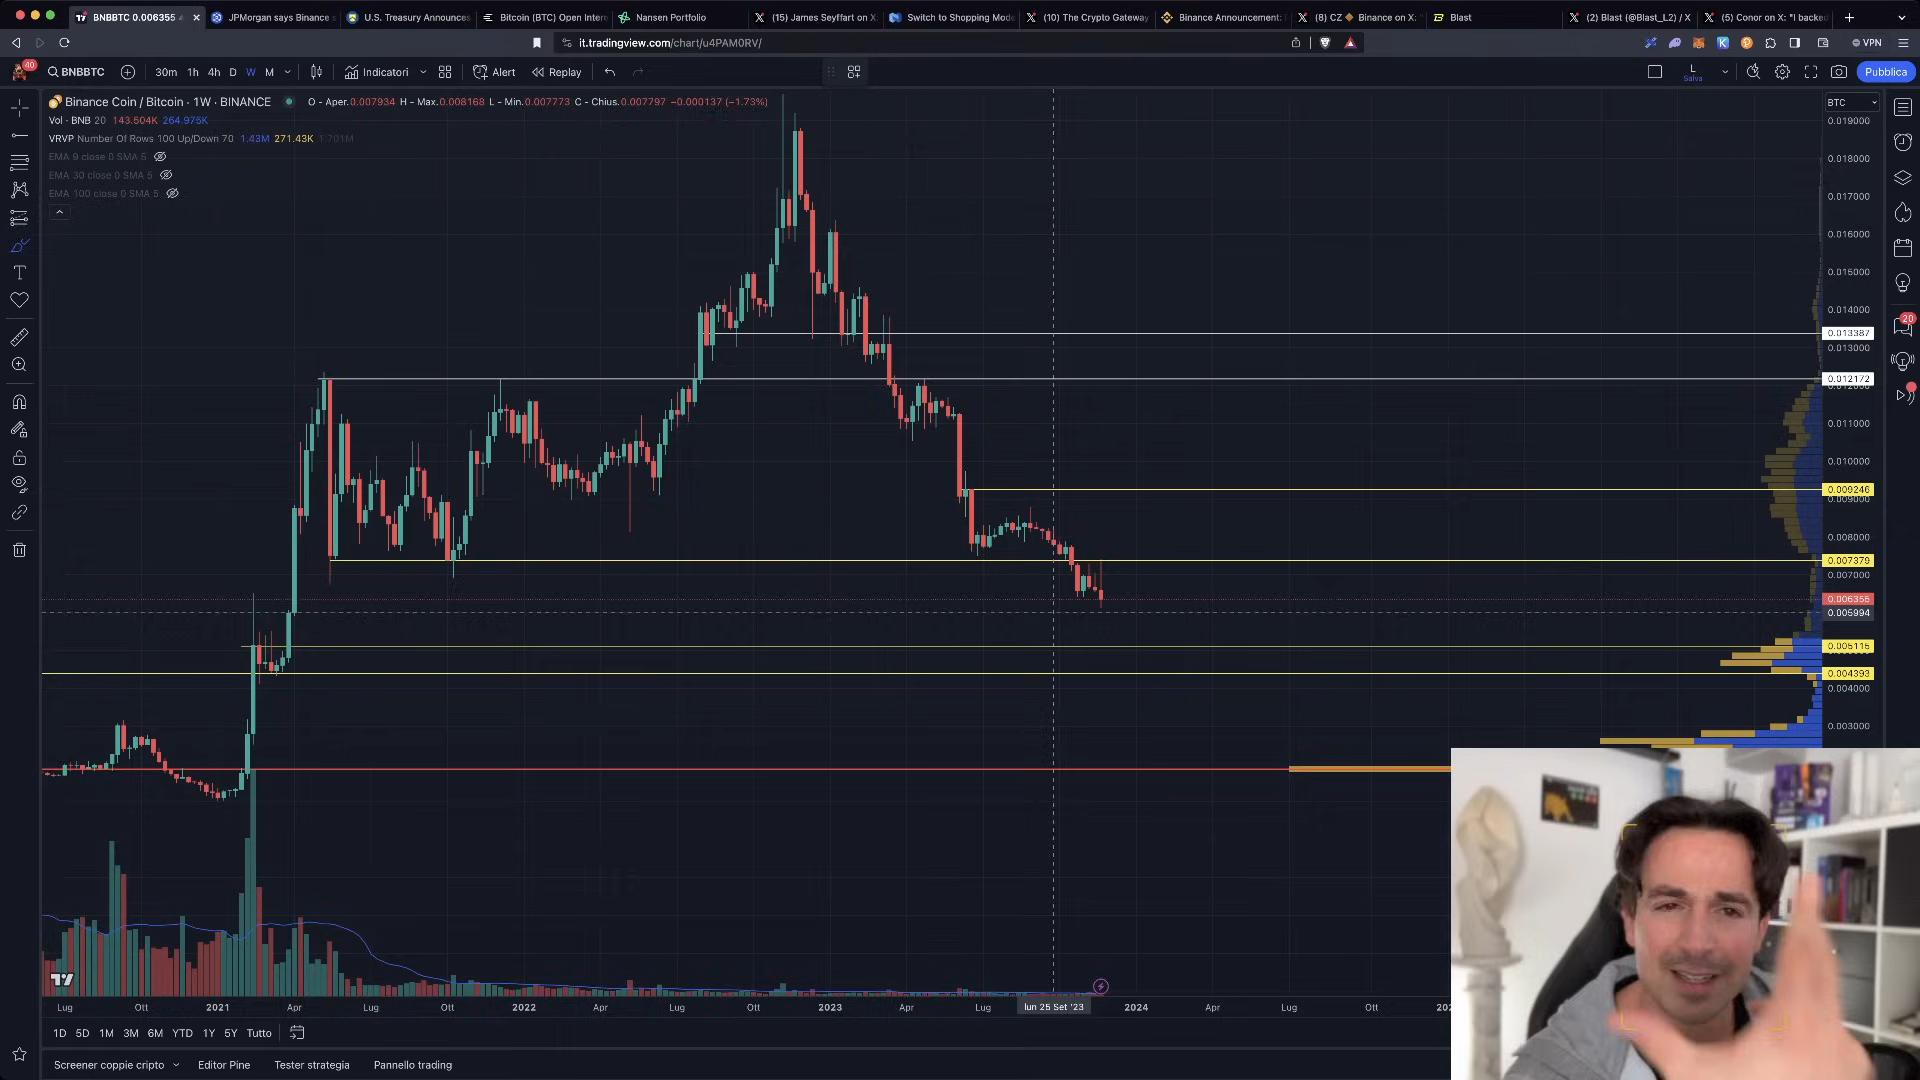 BNBBTC 0.006355
JPMorgan says Binance s
U.S. Treasury Announces
Bitcoin (BTC) Open Inter
Nansen Portfolio
(15) James Seyffart on X:
Switch to Shopping Mode
(10) The Crypto Gateway
Binance Announcement:
(8) CZ 🔶 Binance on X: "
Blast
(2) Blast (@Blast_L2) / X
(5) Conor on X: "I backed
it.tradingview.com/chart/u4PAM0RV/
VPN
40
BNBBTC
30m 1h 4h D W M
Indicatori
Alert
Replay
L
Salva
Pubblica
Binance Coin / Bitcoin · 1W · BINANCE
O - Aper. 0.007934 H - Max. 0.008168 L - Min. 0.007773 C - Chius. 0.007797 −0.000137 (−1.73%)
BTC
Vol · BNB 20 143.504K 264.975K
VRVP Number Of Rows 100 Up/Down 70 1.43M 271.43K 1.701M
EMA 9 close 0 SMA 5
EMA 30 close 0 SMA 5
EMA 100 close 0 SMA 5
0.019000
0.018000
0.017000
0.016000
0.015000
0.014000
0.013387
0.013000
0.012172
0.011000
0.010000
0.009246
0.009000
0.008000
0.007379
0.007000
0.006355
0.005994
0.005115
0.004393
0.004000
0.003000
20
Lug Ott 2021 Apr Lug Ott 2022 Apr Lug Ott 2023 Apr Lug lun 25 Set '23 2024 Apr Lug Ott
1D 5D 1M 3M 6M YTD 1Y 5Y Tutto
Screener coppie cripto
Editor Pine
Tester strategia
Pannello trading